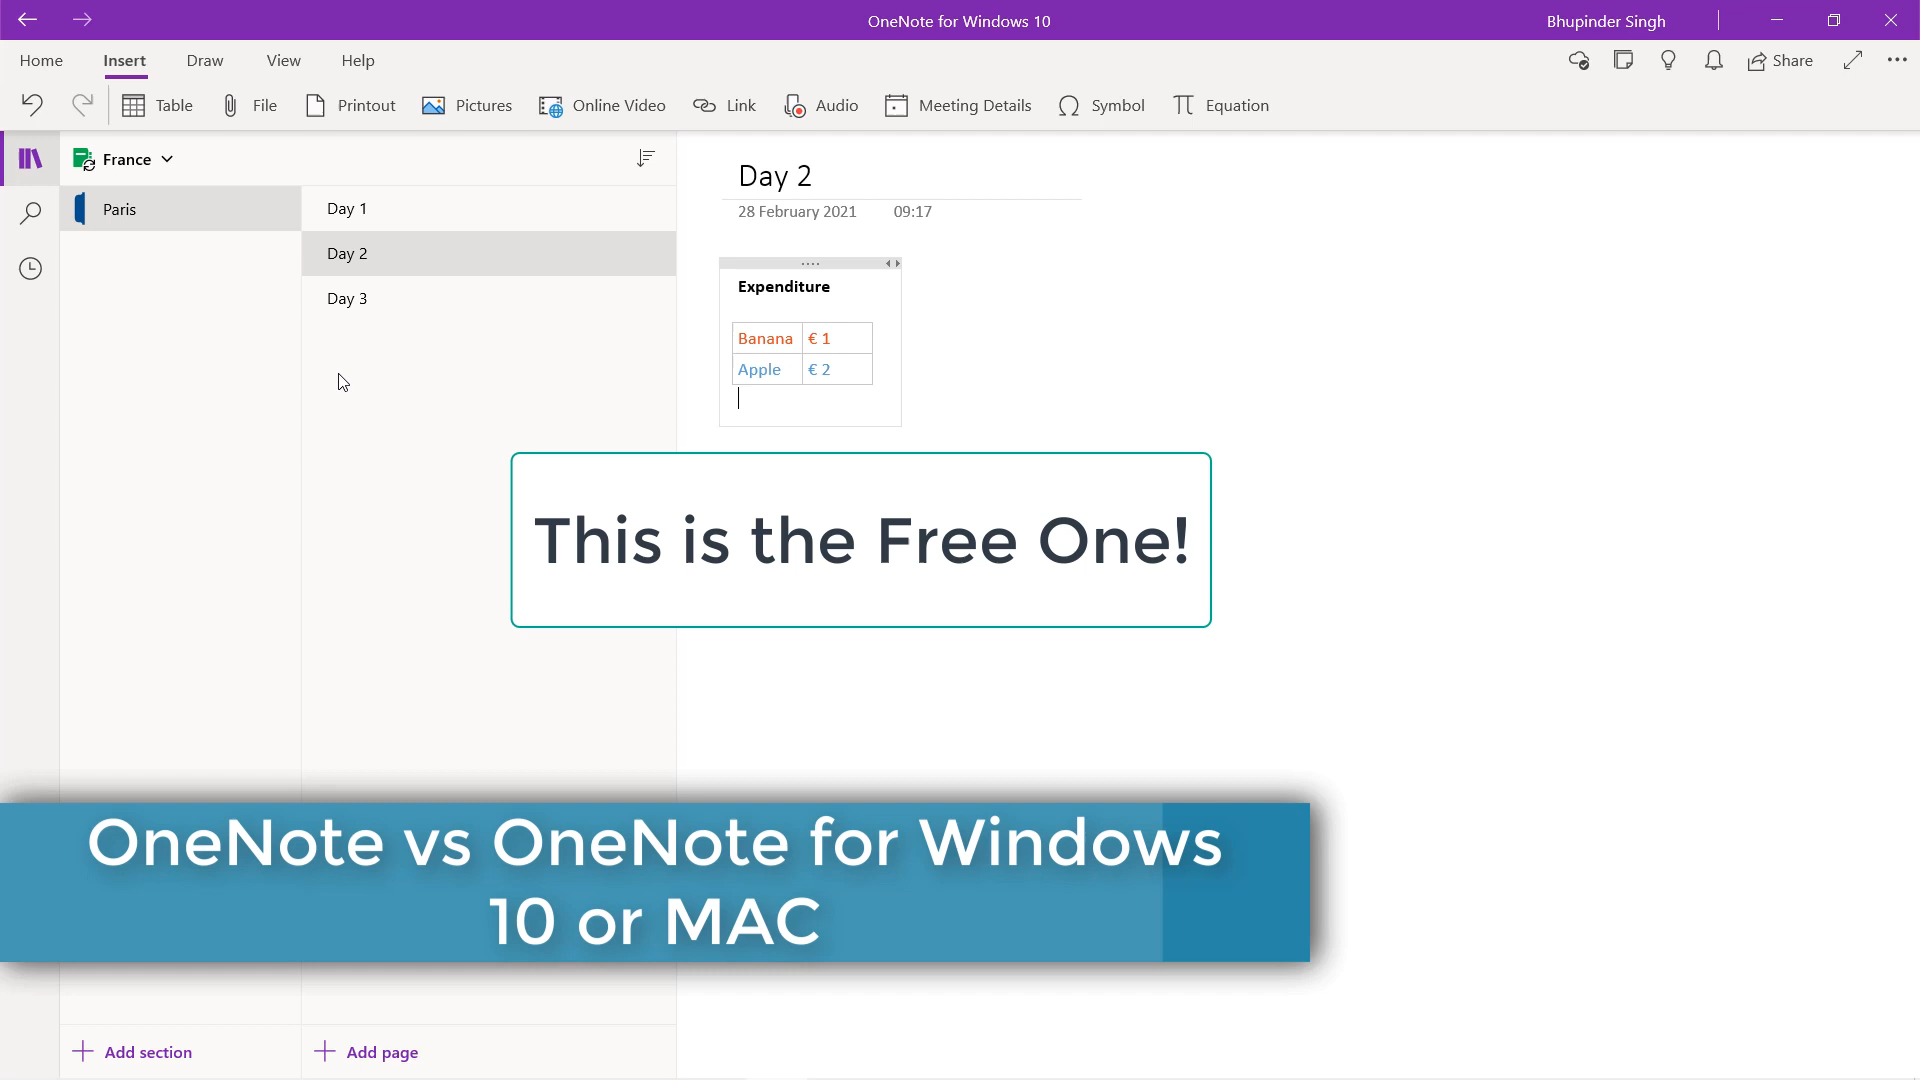 OneNote for Windows 10
Bhupinder Singh
Home Insert Draw View Help
Share
Table File Printout Pictures Online Video Link Audio Meeting Details Symbol Equation
France
Paris
Day 1
Day 2
Day 3
Day 2
28 February 2021 09:17
Expenditure
Banana € 1
Apple € 2
This is the Free One!
OneNote vs OneNote for Windows
10 or MAC
Add section
Add page